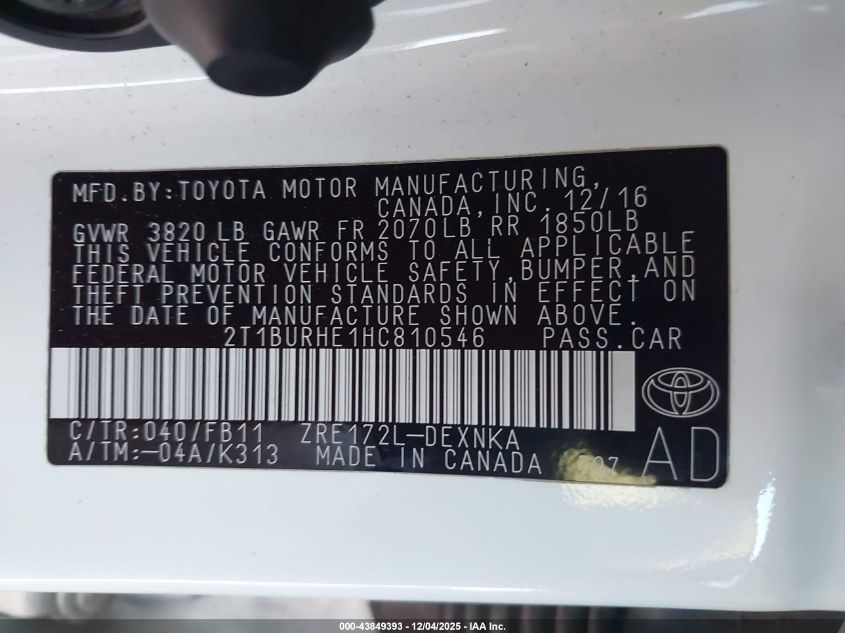 MFD.BY:TOYOTA MOTOR MANUFACTURING,
CANADA,INC.12/16
GVWR 3820 LB GAWR FR 2070LB RR 1850LB
THIS VEHICLE CONFORMS TO ALL APPLICABLE
FEDERAL MOTOR VEHICLE SAFETY,BUMPER,AND
THEFT PREVENTION STANDARDS IN EFFECT ON
THE DATE OF MANUFACTURE SHOWN ABOVE.
2T1BURHE1HC810546 PASS.CAR
C/TR:040/FB11 ZRE172L-DEXNKA
A/TM:-04A/K313 MADE IN CANADA AD
000-43849393 - 12/04/2025 - IAA Inc.